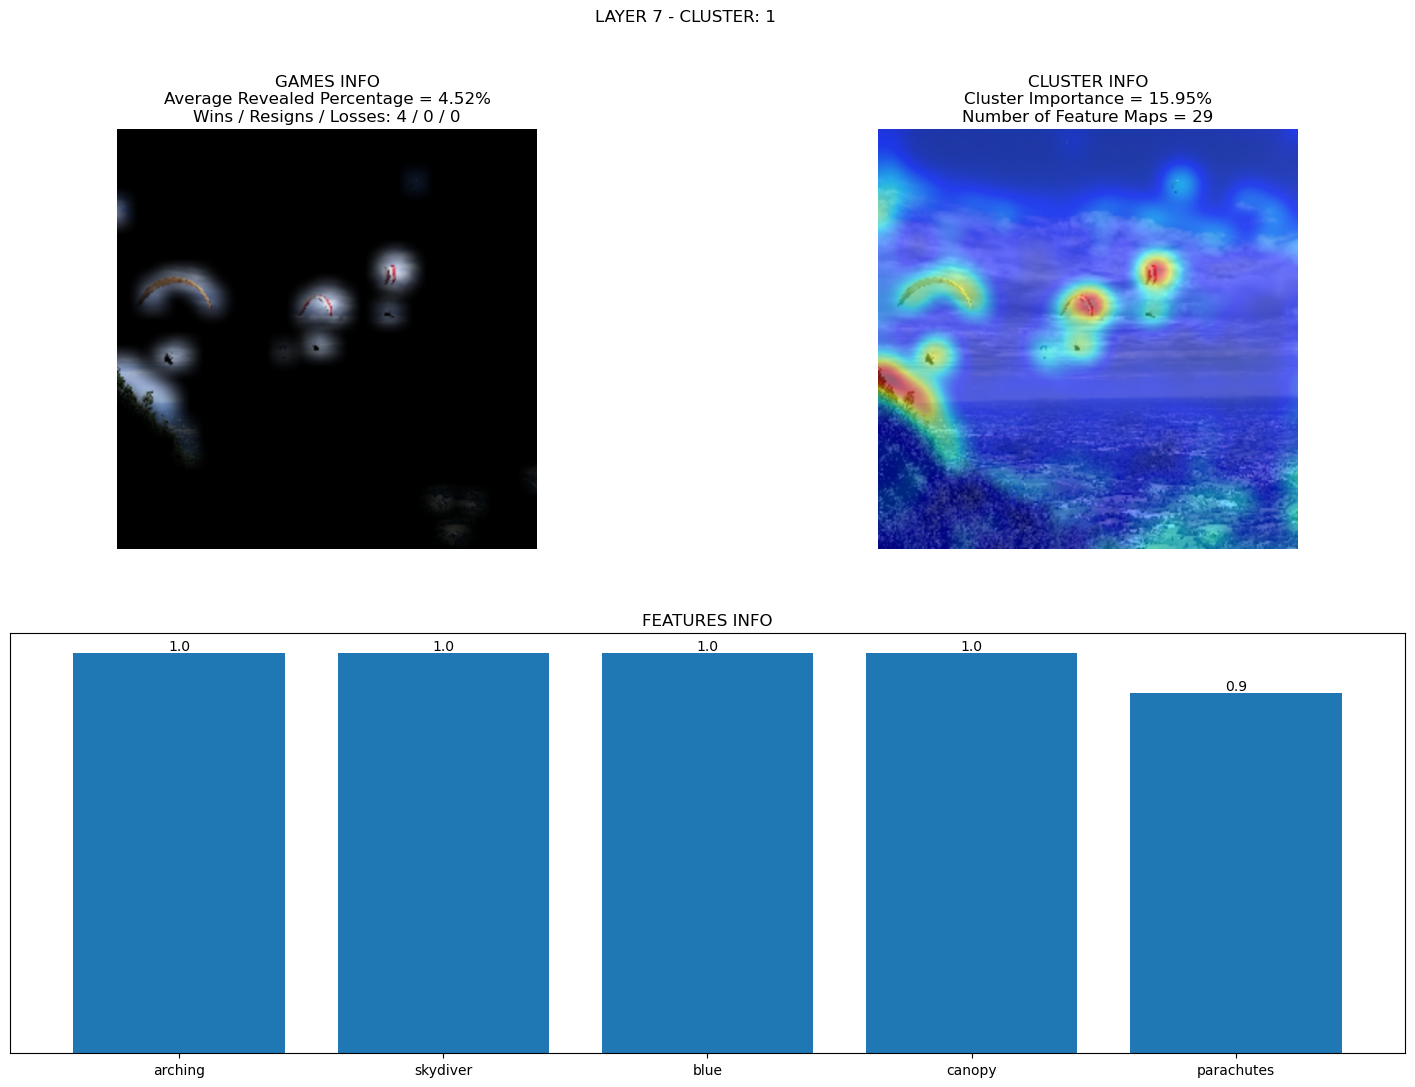 LAYER 7 - CLUSTER: 1
GAMES INFO
Average Revealed Percentage = 4.52%
Wins / Resigns / Losses: 4 / 0 / 0
CLUSTER INFO
Cluster Importance = 15.95%
Number of Feature Maps = 29
FEATURES INFO
1.0
1.0
1.0
1.0
0.9
arching
skydiver
blue
canopy
parachutes